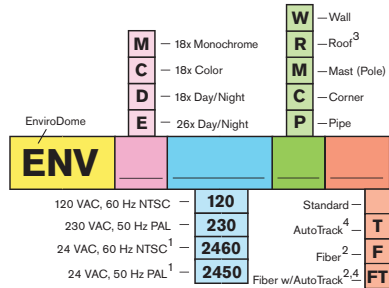 W — Wall
R — Roof3
M — Mast (Pole)
C — Corner
P — Pipe
M — 18x Monochrome
C — 18x Color
D — 18x Day/Night
E — 26x Day/Night
EnviroDome
ENV
120 VAC, 60 Hz NTSC — 120
230 VAC, 50 Hz PAL — 230
24 VAC, 60 Hz NTSC1 — 2460
24 VAC, 50 Hz PAL1 — 2450
Standard —
AutoTrack4 — T
Fiber2 — F
Fiber w/AutoTrack2,4 — FT